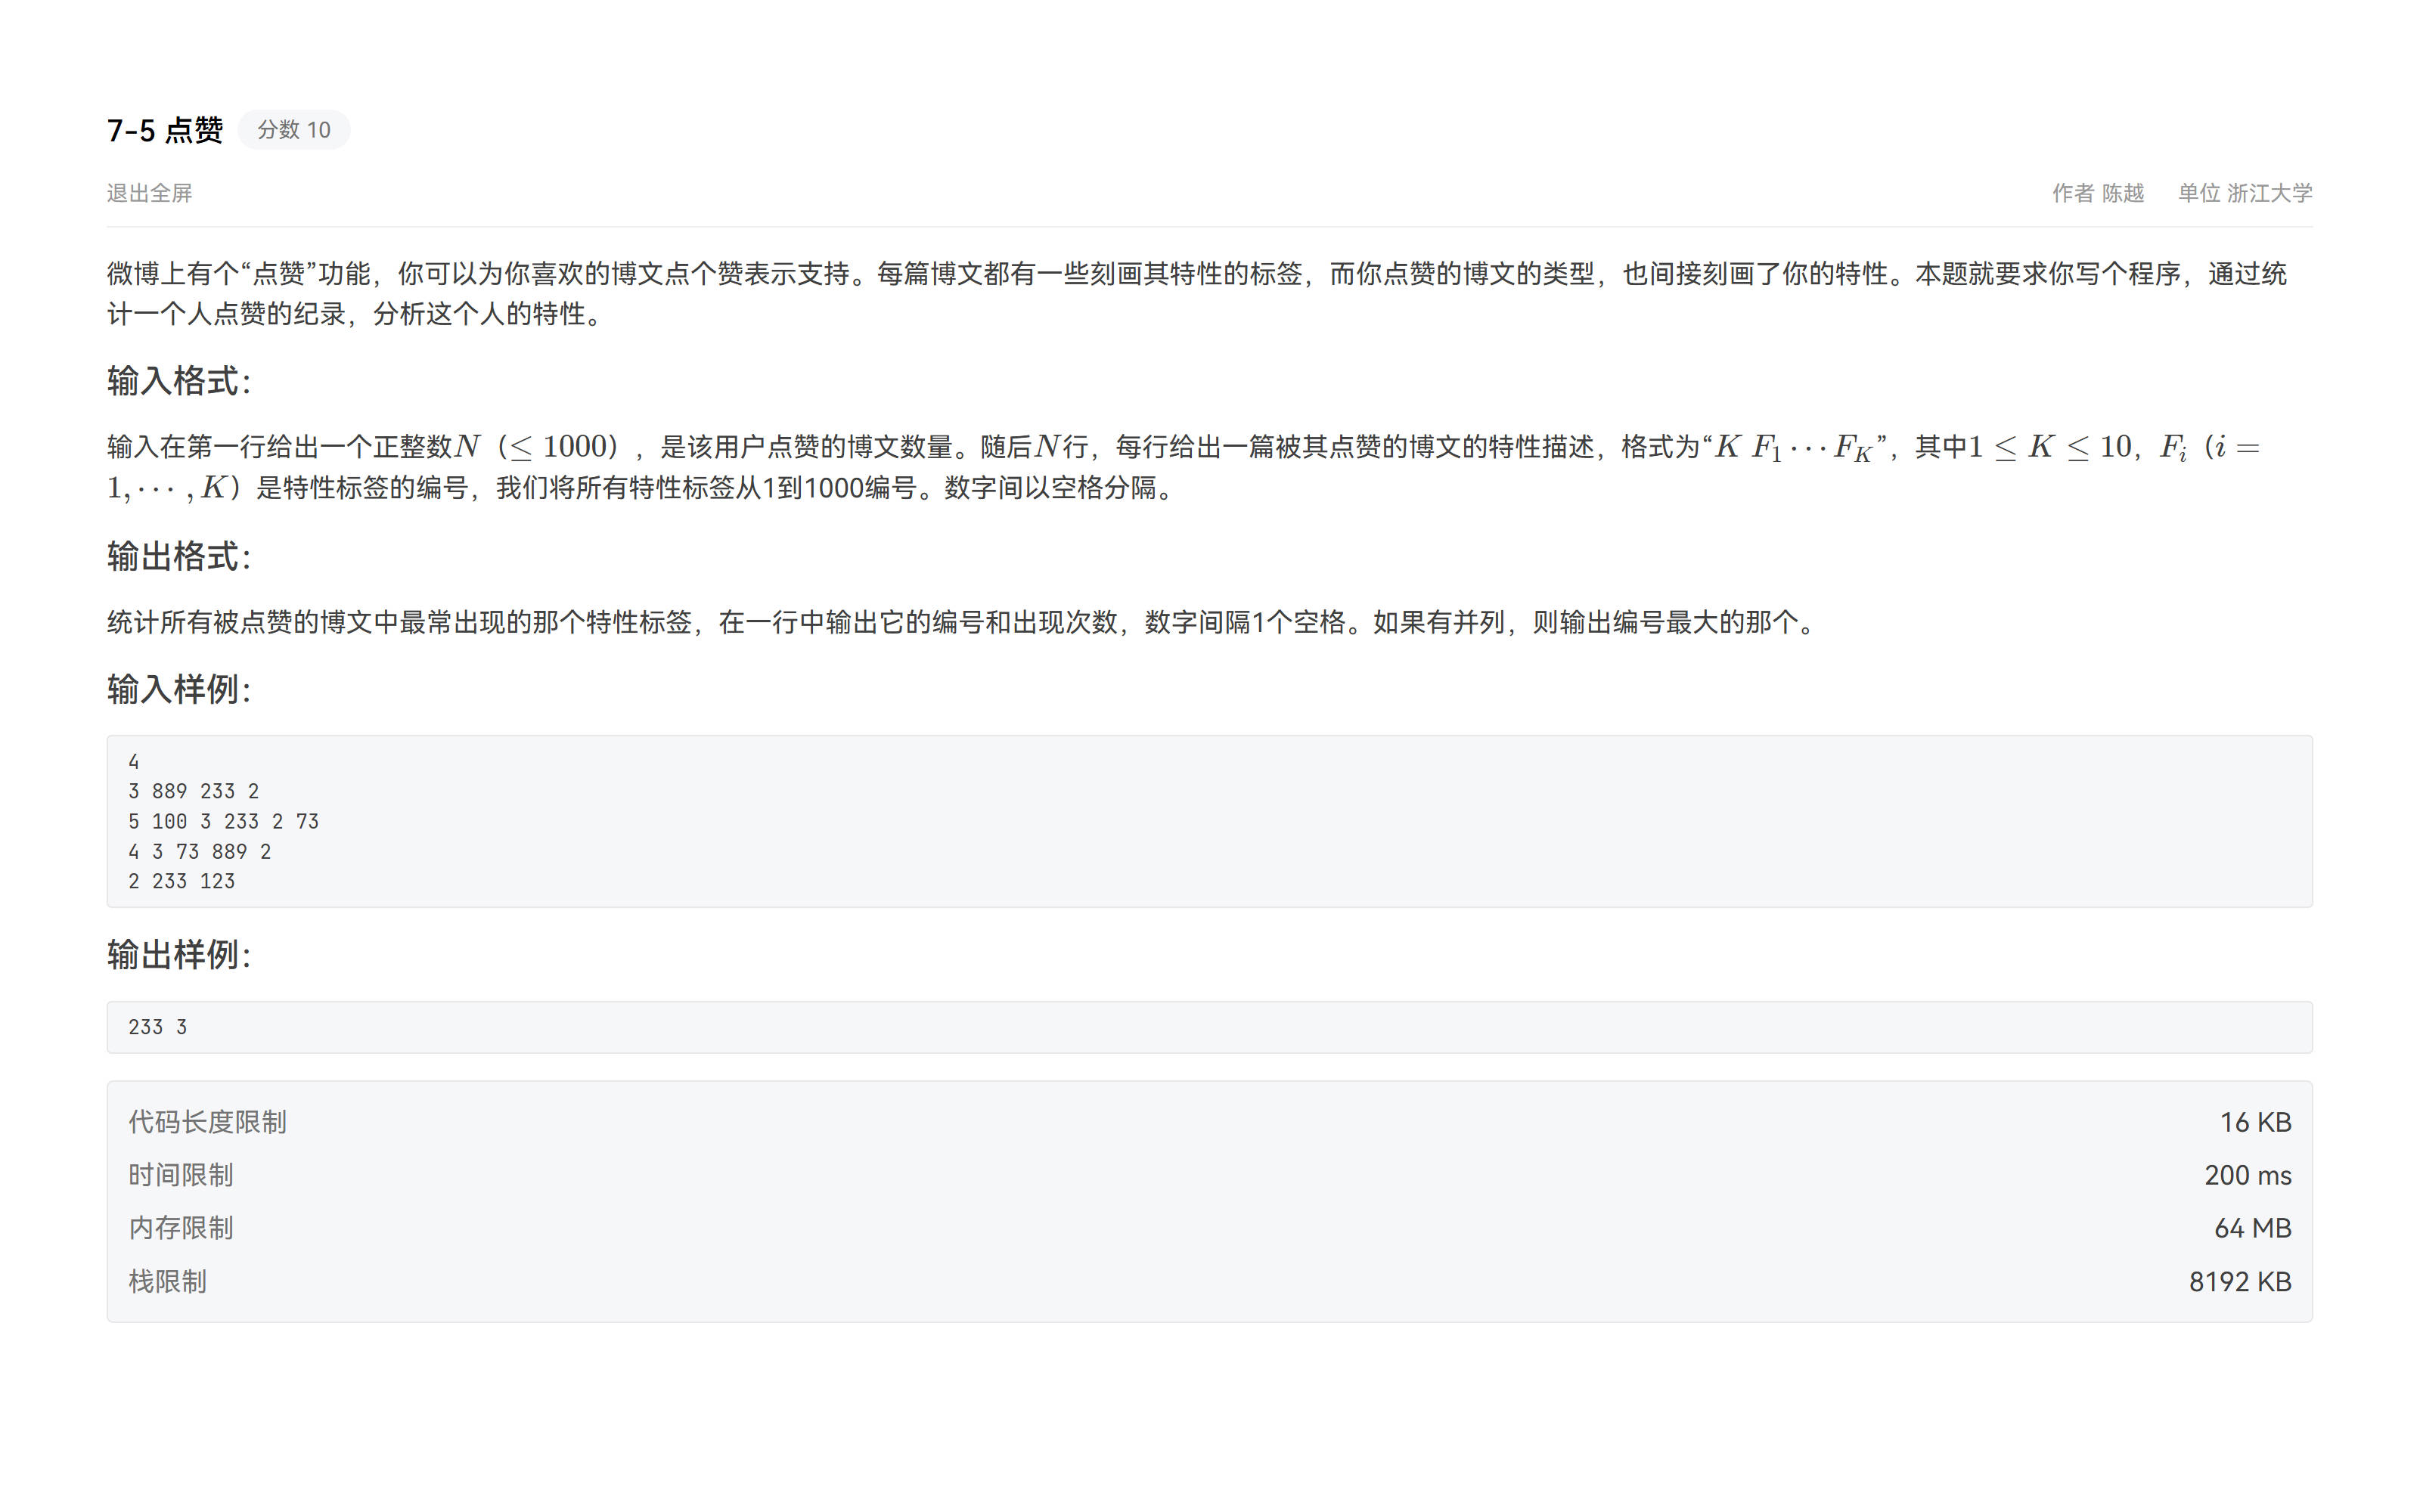 7-5 点赞 分数 10
退出全屏 作者 陈越 单位 浙江大学
微博上有个“点赞”功能，你可以为你喜欢的博文点个赞表示支持。每篇博文都有一些刻画其特性的标签，而你点赞的博文的类型，也间接刻画了你的特性。本题就要求你写个程序，通过统
计一个人点赞的纪录，分析这个人的特性。
输入格式：
输入在第一行给出一个正整数N（≤ 1000），是该用户点赞的博文数量。随后N行，每行给出一篇被其点赞的博文的特性描述，格式为“K F₁ ⋯ F_K”，其中1 ≤ K ≤ 10，F_i（i =
1, ⋯ , K）是特性标签的编号，我们将所有特性标签从1到1000编号。数字间以空格分隔。
输出格式：
统计所有被点赞的博文中最常出现的那个特性标签，在一行中输出它的编号和出现次数，数字间隔1个空格。如果有并列，则输出编号最大的那个。
输入样例：
4
3 889 233 2
5 100 3 233 2 73
4 3 73 889 2
2 233 123
输出样例：
233 3
代码长度限制 16 KB
时间限制 200 ms
内存限制 64 MB
栈限制 8192 KB